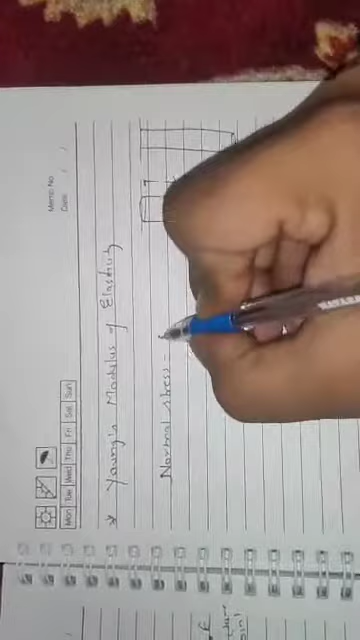 Memo No.
Date / /
Mon Tue Wed Thu Fri Sat Sun
* Young's Modulus of Elasticity
Normal stress =